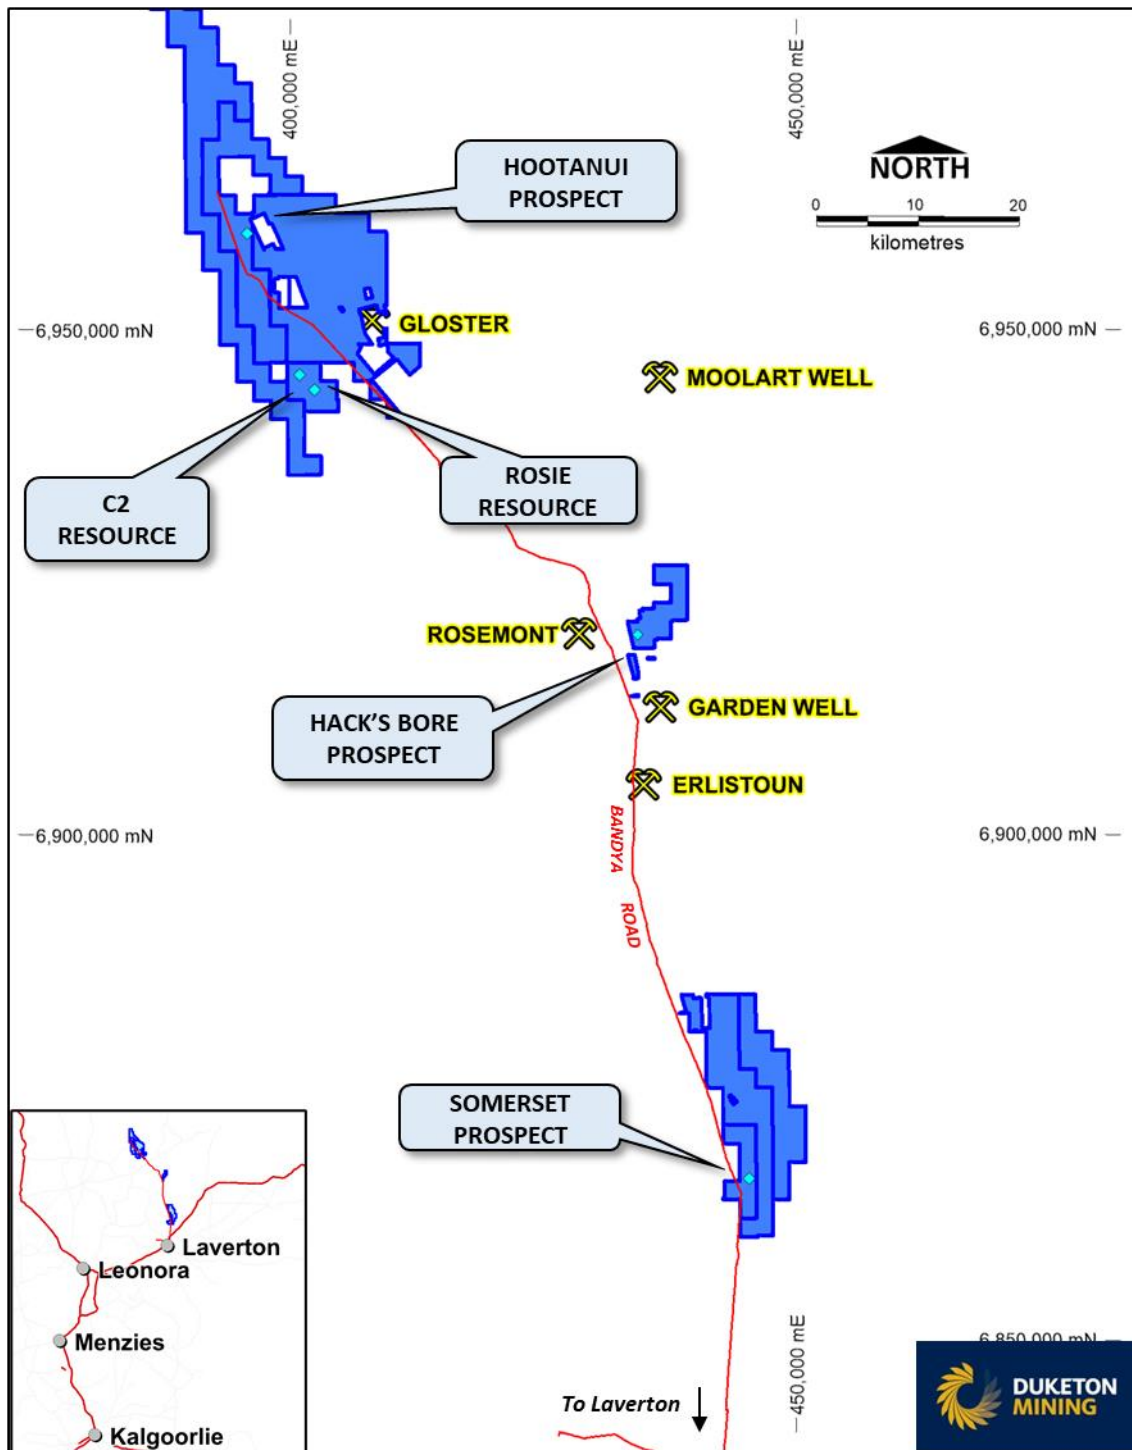 400,000 mE
450,000 mE
HOOTANUI
PROSPECT
NORTH
0 10 20
kilometres
6,950,000 mN
GLOSTER
6,950,000 mN
MOOLART WELL
C2
RESOURCE
ROSIE
RESOURCE
ROSEMONT
HACK'S BORE
PROSPECT
GARDEN WELL
ERLISTOUN
BANDYA
ROAD
6,900,000 mN
6,900,000 mN
SOMERSET
PROSPECT
Laverton
Leonora
Menzies
Kalgoorlie
To Laverton
450,000 mE
6,850,000 mN
DUKETON
MINING